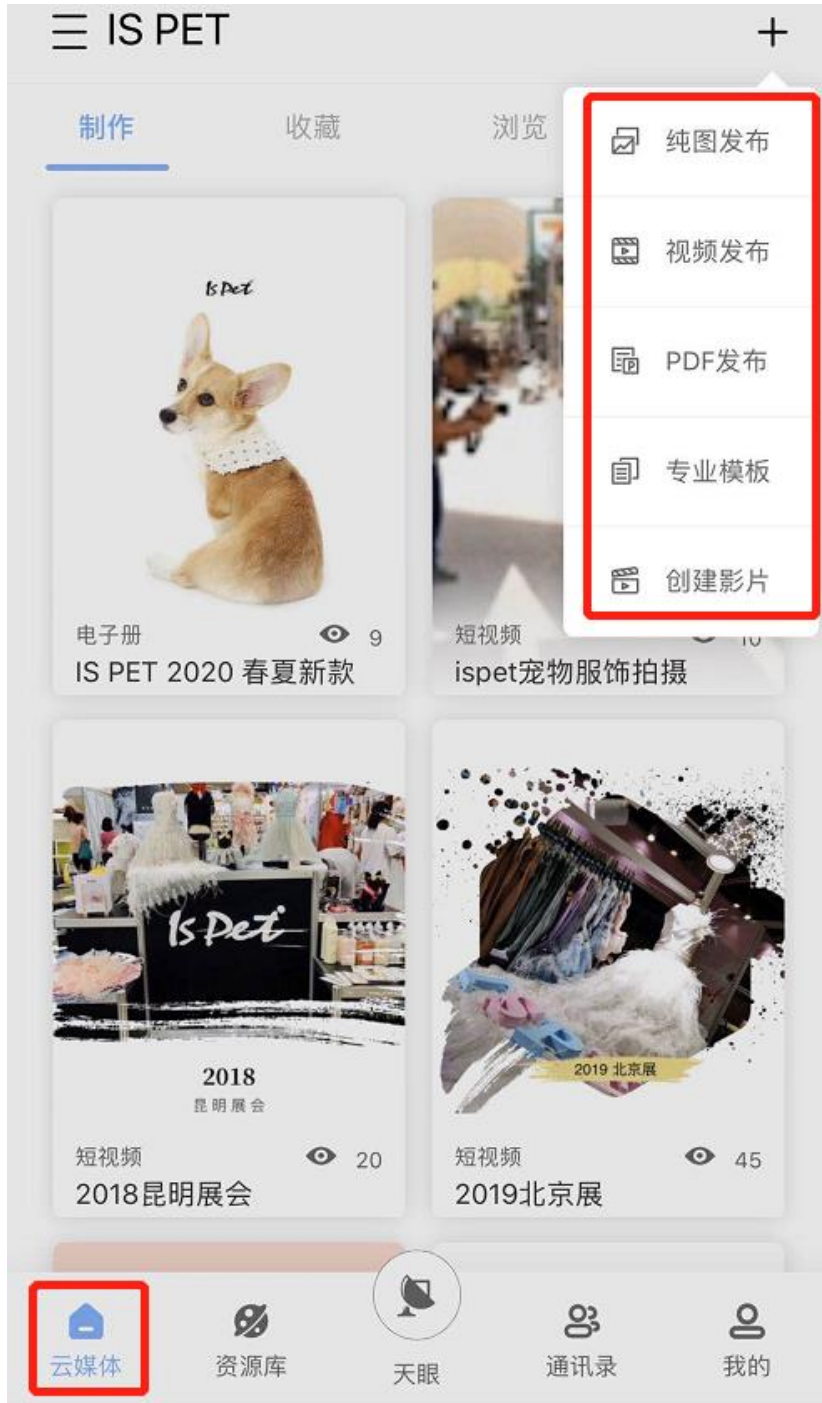 IS PET
制作
收藏
浏览
纯图发布
视频发布
PDF发布
专业模板
创建影片
Is Pet
电子册
9
IS PET 2020 春夏新款
短视频
10
ispet宠物服饰拍摄
Is Pet
2018
昆明展会
短视频
20
2018昆明展会
2019 北京展
短视频
45
2019北京展
云媒体
资源库
天眼
通讯录
我的